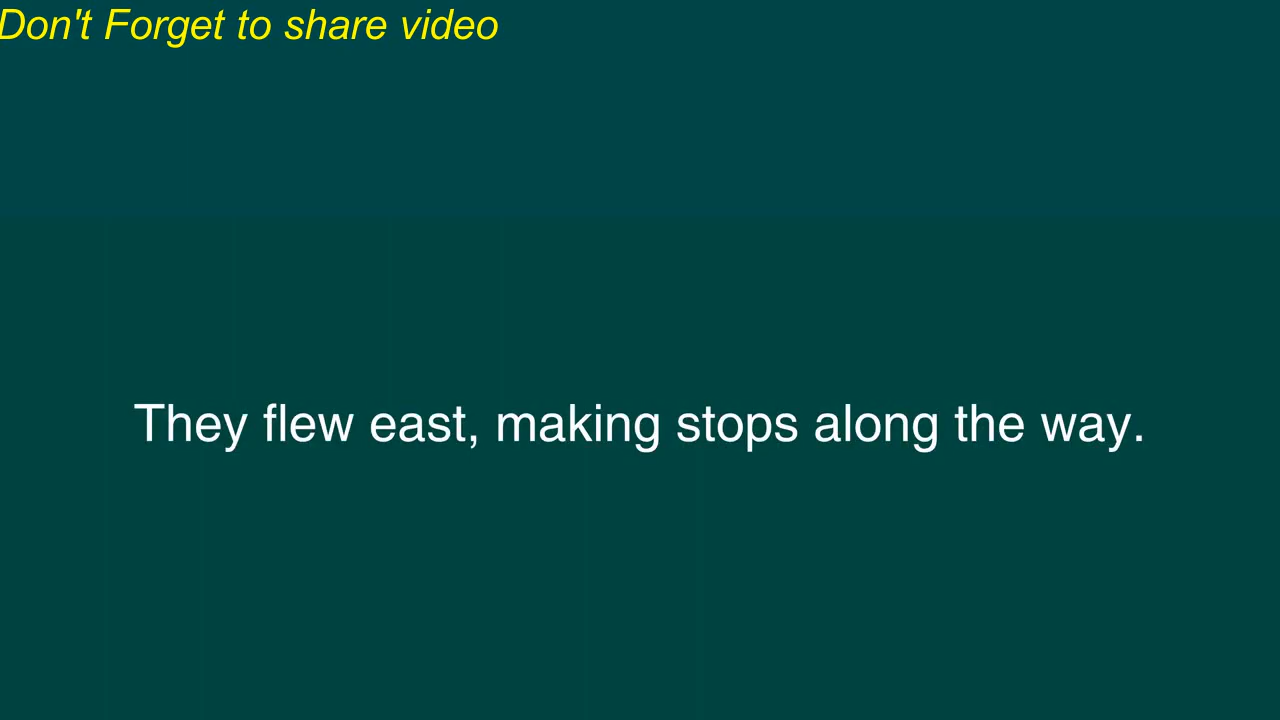 Don't Forget to share video
They flew east, making stops along the way.